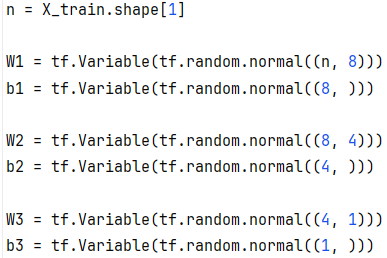 n = X_train.shape[1]
W1 = tf.Variable(tf.random.normal((n, 8)))
b1 = tf.Variable(tf.random.normal((8, )))
W2 = tf.Variable(tf.random.normal((8, 4)))
b2 = tf.Variable(tf.random.normal((4, )))
W3 = tf.Variable(tf.random.normal((4, 1)))
b3 = tf.Variable(tf.random.normal((1, )))